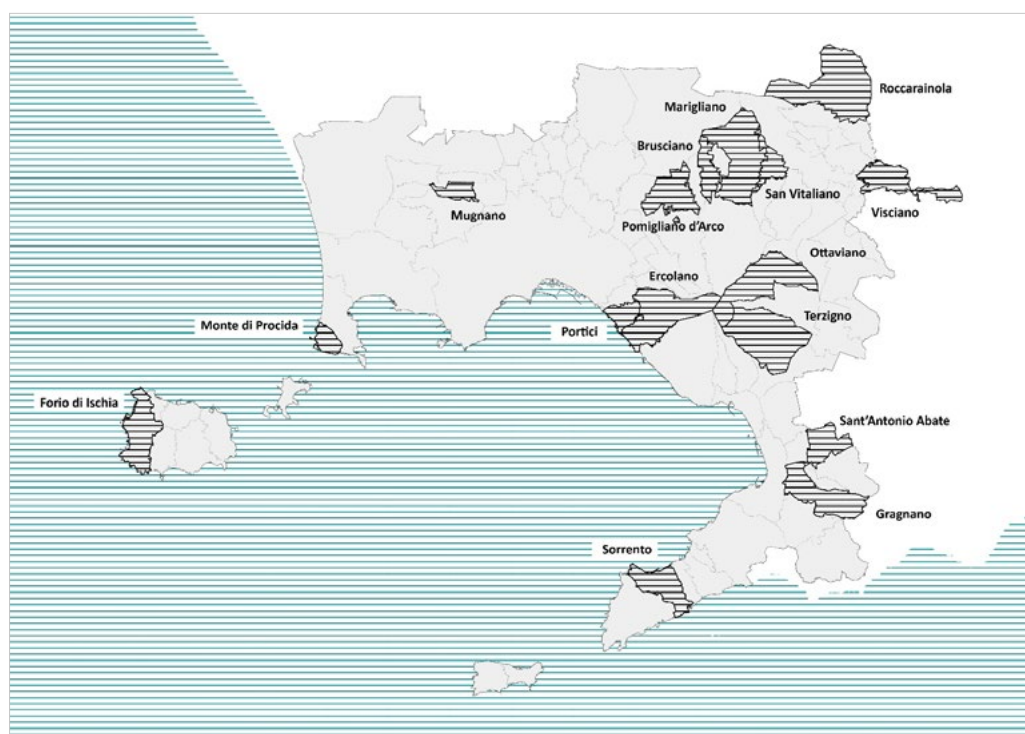 Roccarainola
Marigliano
Brusciano
San Vitaliano
Visciano
Mugnano
Pomigliano d'Arco
Ottaviano
Ercolano
Terzigno
Monte di Procida
Portici
Forio di Ischia
Sant'Antonio Abate
Gragnano
Sorrento